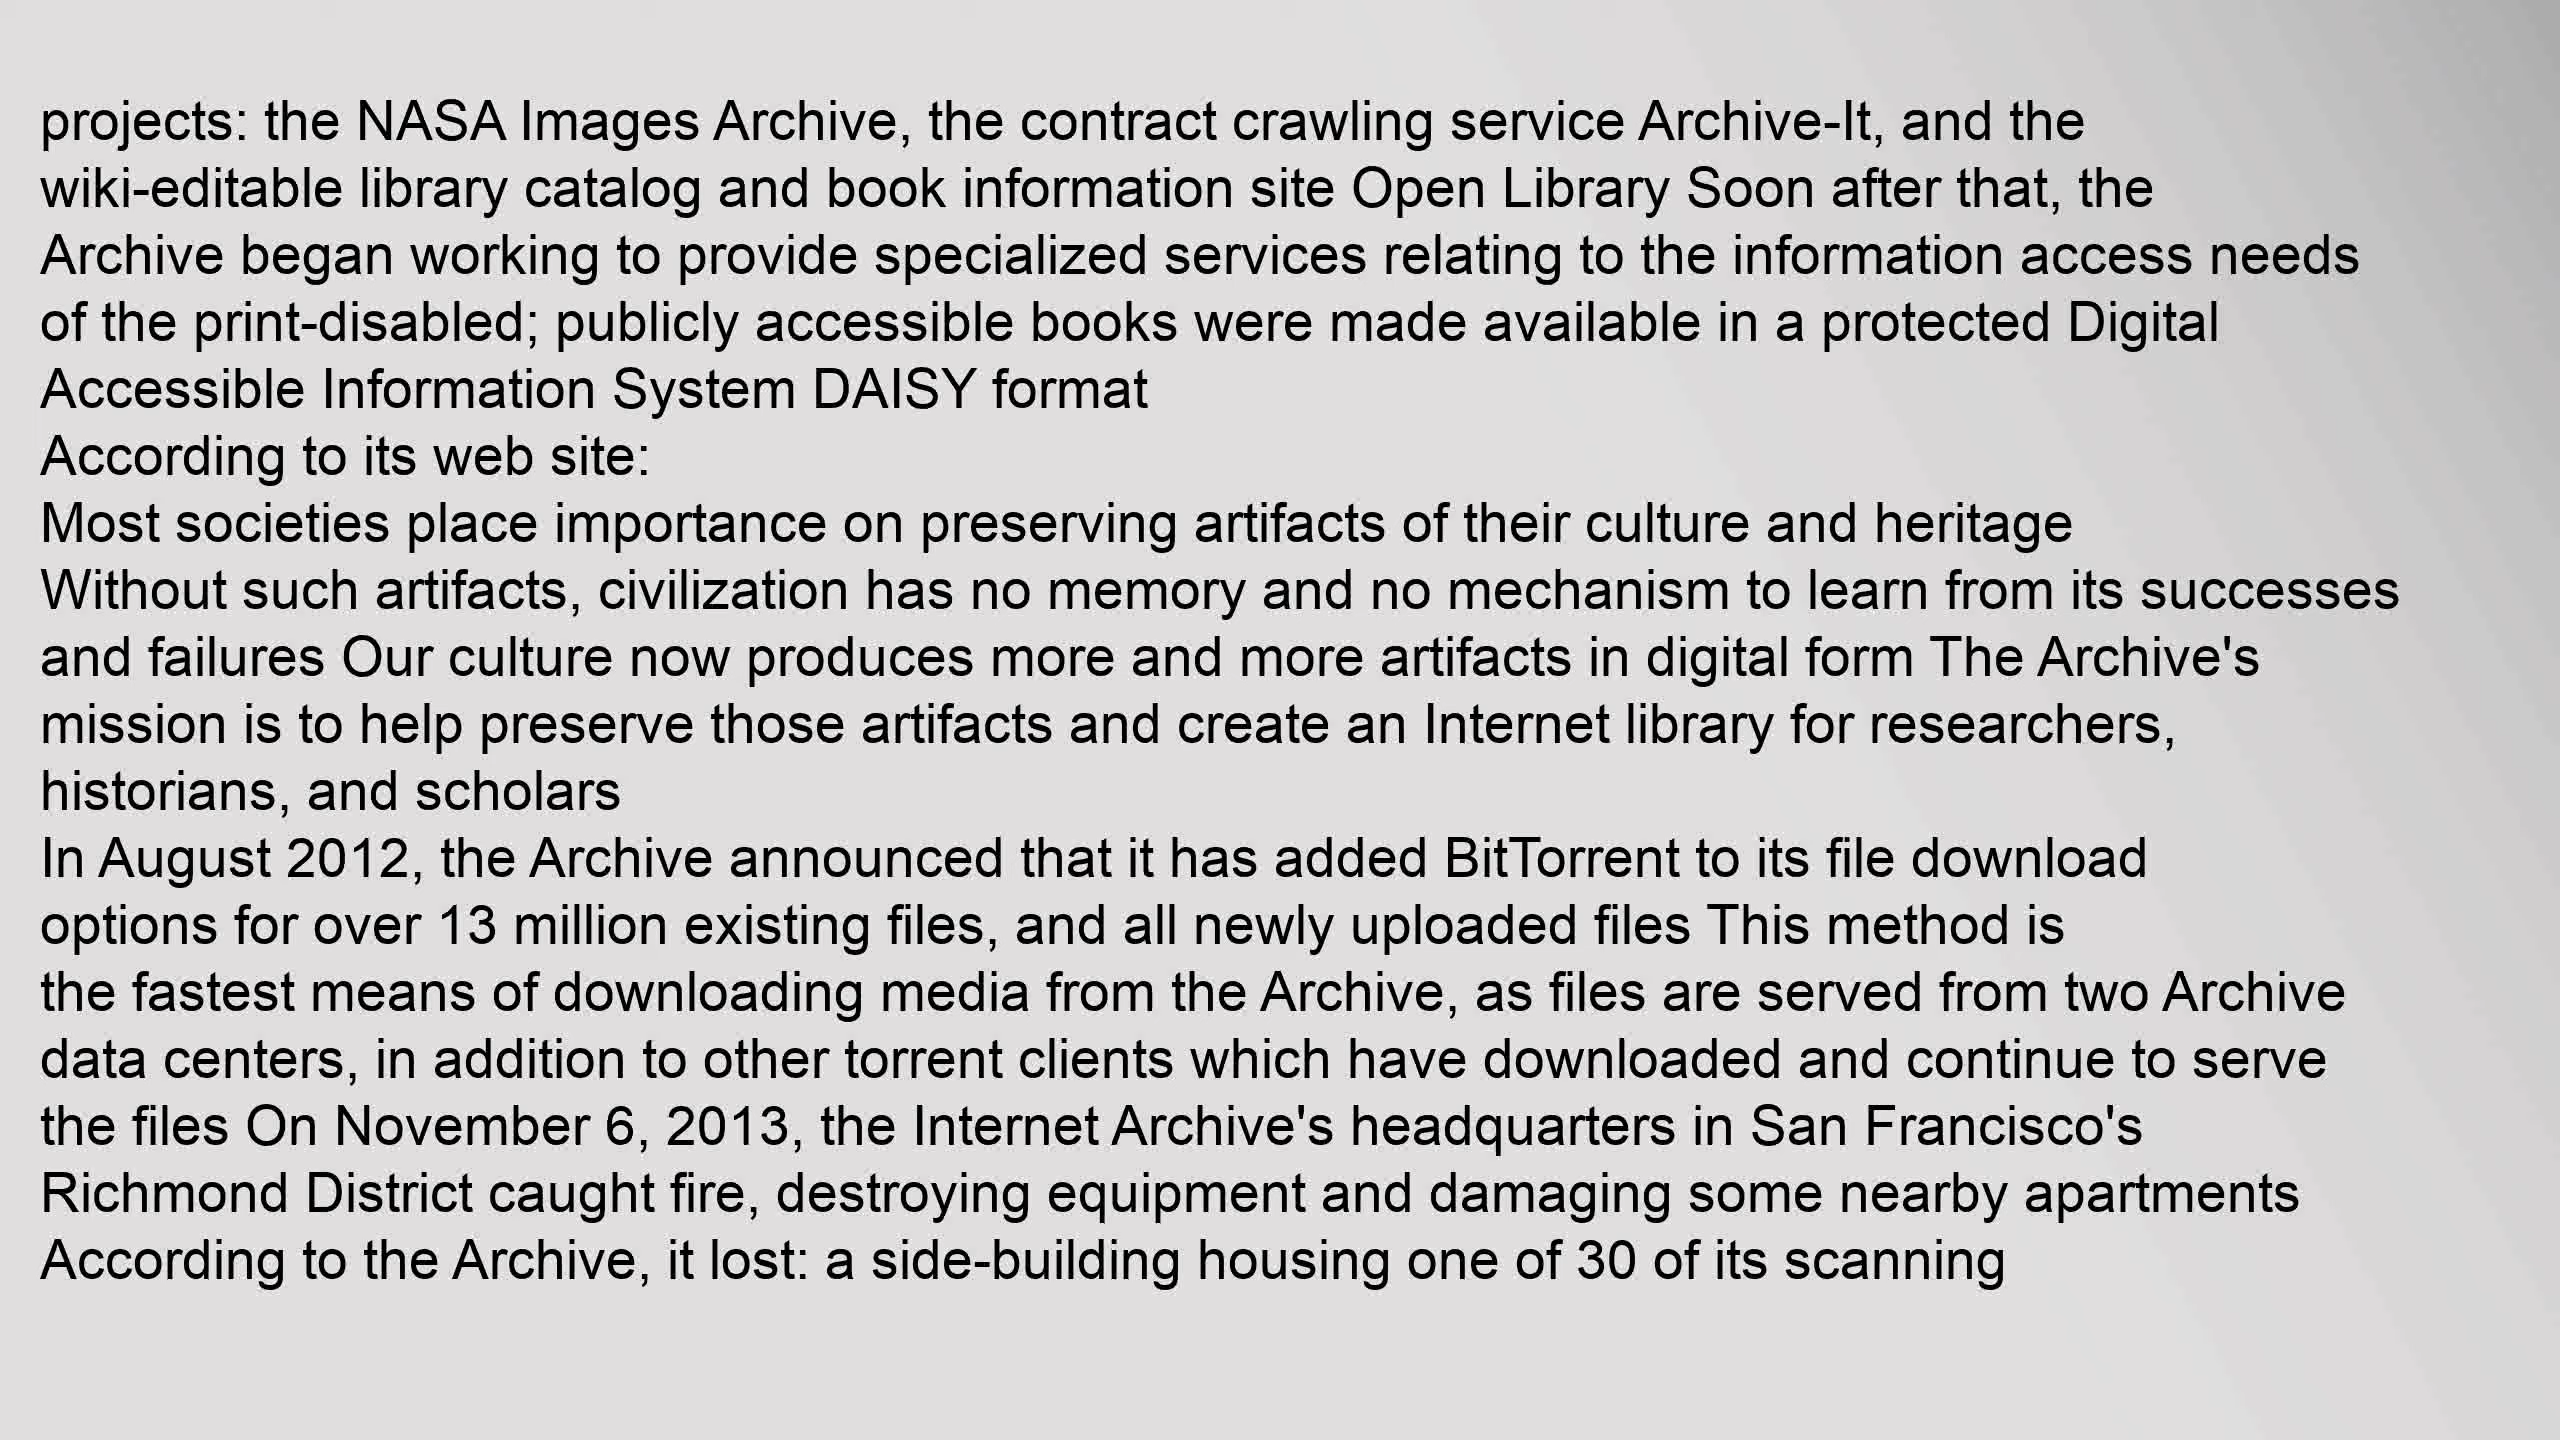 projects: the NASA Images Archive, the contract crawling service Archive-It, and the
wiki-editable library catalog and book information site Open Library Soon after that, the
Archive began working to provide specialized services relating to the information access needs
of the print-disabled; publicly accessible books were made available in a protected Digital
Accessible Information System DAISY format
According to its web site:
Most societies place importance on preserving artifacts of their culture and heritage
Without such artifacts, civilization has no memory and no mechanism to learn from its successes
and failures Our culture now produces more and more artifacts in digital form The Archive's
mission is to help preserve those artifacts and create an Internet library for researchers,
historians, and scholars
In August 2012, the Archive announced that it has added BitTorrent to its file download
options for over 13 million existing files, and all newly uploaded files This method is
the fastest means of downloading media from the Archive, as files are served from two Archive
data centers, in addition to other torrent clients which have downloaded and continue to serve
the files On November 6, 2013, the Internet Archive's headquarters in San Francisco's
Richmond District caught fire, destroying equipment and damaging some nearby apartments
According to the Archive, it lost: a side-building housing one of 30 of its scanning